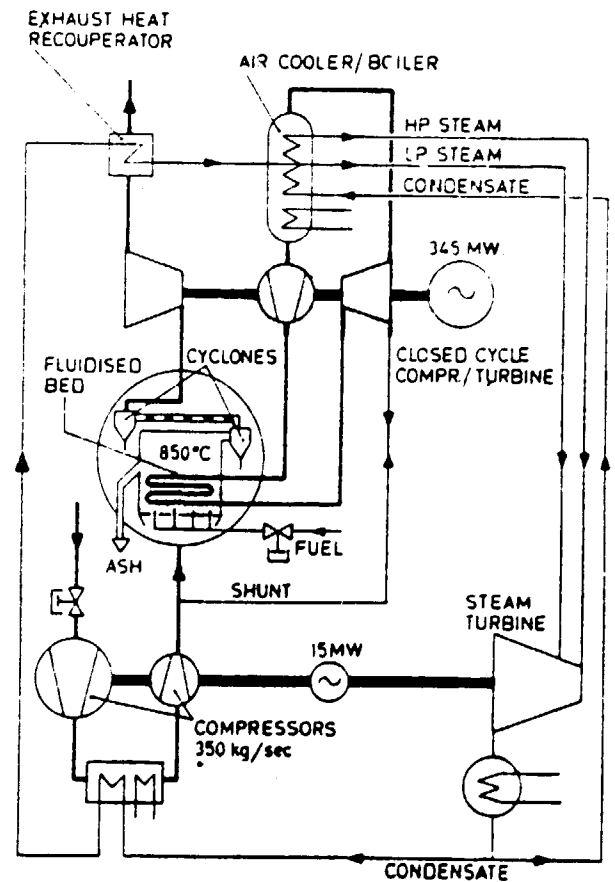 EXHAUST HEAT
RECOUPERATOR
AIR COOLER/BOILER
HP STEAM
LP STEAM
CONDENSATE
345 MW
CLOSED CYCLE
COMPR./TURBINE
CYCLONES
FLUIDISED
BED
850°C
FUEL
ASH
SHUNT
STEAM
TURBINE
15MW
COMPRESSORS
350 kg/sec
CONDENSATE